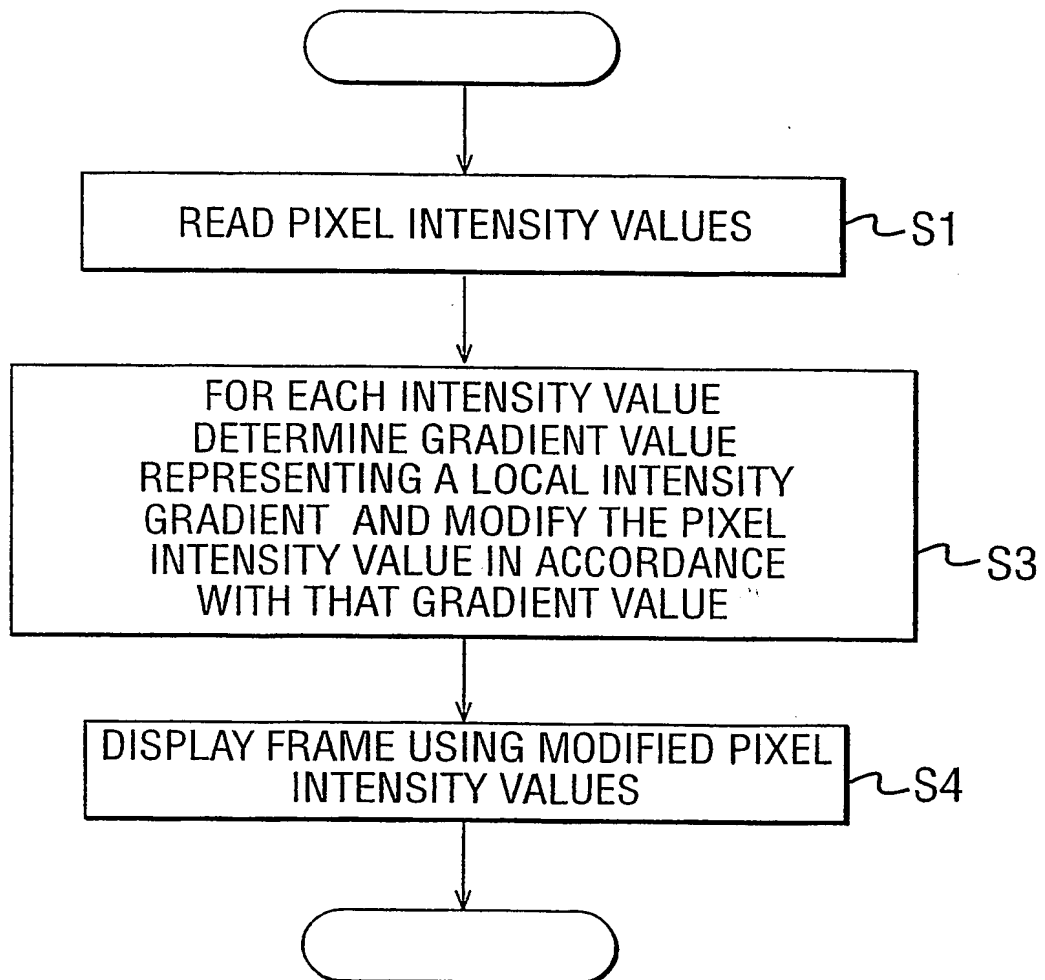 READ PIXEL INTENSITY VALUES
S1
FOR EACH INTENSITY VALUE
DETERMINE GRADIENT VALUE
REPRESENTING A LOCAL INTENSITY
GRADIENT AND MODIFY THE PIXEL
INTENSITY VALUE IN ACCORDANCE
WITH THAT GRADIENT VALUE
S3
DISPLAY FRAME USING MODIFIED PIXEL
INTENSITY VALUES
S4